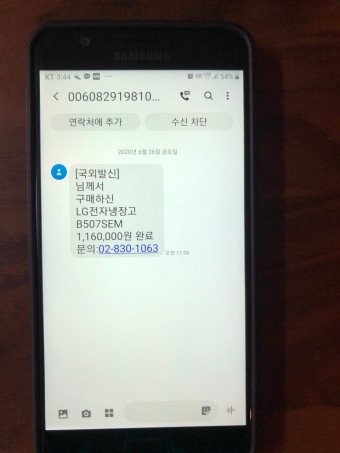 SAMSUNG
KT 3:44 ... 54%
006082919810...
연락처에 추가 수신 차단
2020년 6월 26일 금요일
[국외발신]
님께서
구매하신
LG전자냉장고
B507SEM
1,160,000원 완료
문의:02-830-1063
오전 11:06